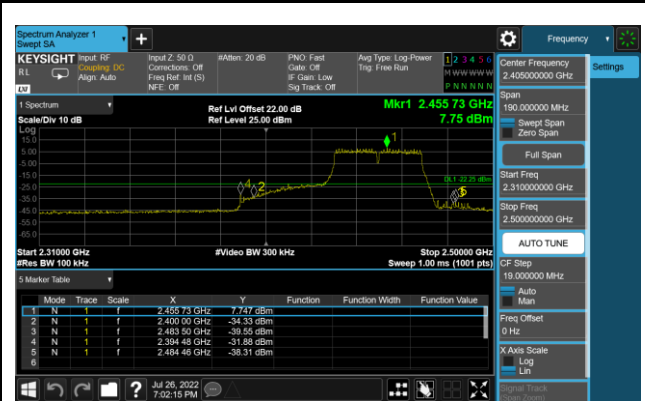 Spectrum Analyzer 1
Swept SA
+
Frequency
KEYSIGHT Input: RF
RL
Coupling: DC
Align: Auto
LXI
Input Z: 50 Ω
Corrections: Off
Freq Ref: Int (S)
NFE: Off
#Atten: 20 dB
PNO: Fast
Gate: Off
IF Gain: Low
Sig Track: Off
Avg Type: Log-Power
Trig: Free Run
1 2 3 4 5 6
M W W W W W
P N N N N N
1 Spectrum
Scale/Div 10 dB
Ref Lvl Offset 22.00 dB
Ref Level 25.00 dBm
Mkr1 2.455 73 GHz
7.75 dBm
Log
15.0
5.00
-5.00
-15.0
-25.0
-35.0
-45.0
-55.0
-65.0
1
DL1 -22.25 dBm
4 2
5
Start 2.31000 GHz
#Res BW 100 kHz
#Video BW 300 kHz
Stop 2.50000 GHz
Sweep 1.00 ms (1001 pts)
5 Marker Table
Mode Trace Scale X Y Function Function Width Function Value
1 N 1 f 2.455 73 GHz 7.747 dBm
2 N 1 f 2.400 00 GHz -34.33 dBm
3 N 1 f 2.483 50 GHz -39.55 dBm
4 N 1 f 2.394 48 GHz -31.88 dBm
5 N 1 f 2.484 46 GHz -38.31 dBm
6
?
Jul 26, 2022
7:02:15 PM
Center Frequency
2.405000000 GHz
Settings
Span
190.000000 MHz
Swept Span
Zero Span
Full Span
Start Freq
2.310000000 GHz
Stop Freq
2.500000000 GHz
AUTO TUNE
CF Step
19.000000 MHz
Auto
Man
Freq Offset
0 Hz
X Axis Scale
Log
Lin
Signal Track
(Span Zoom)